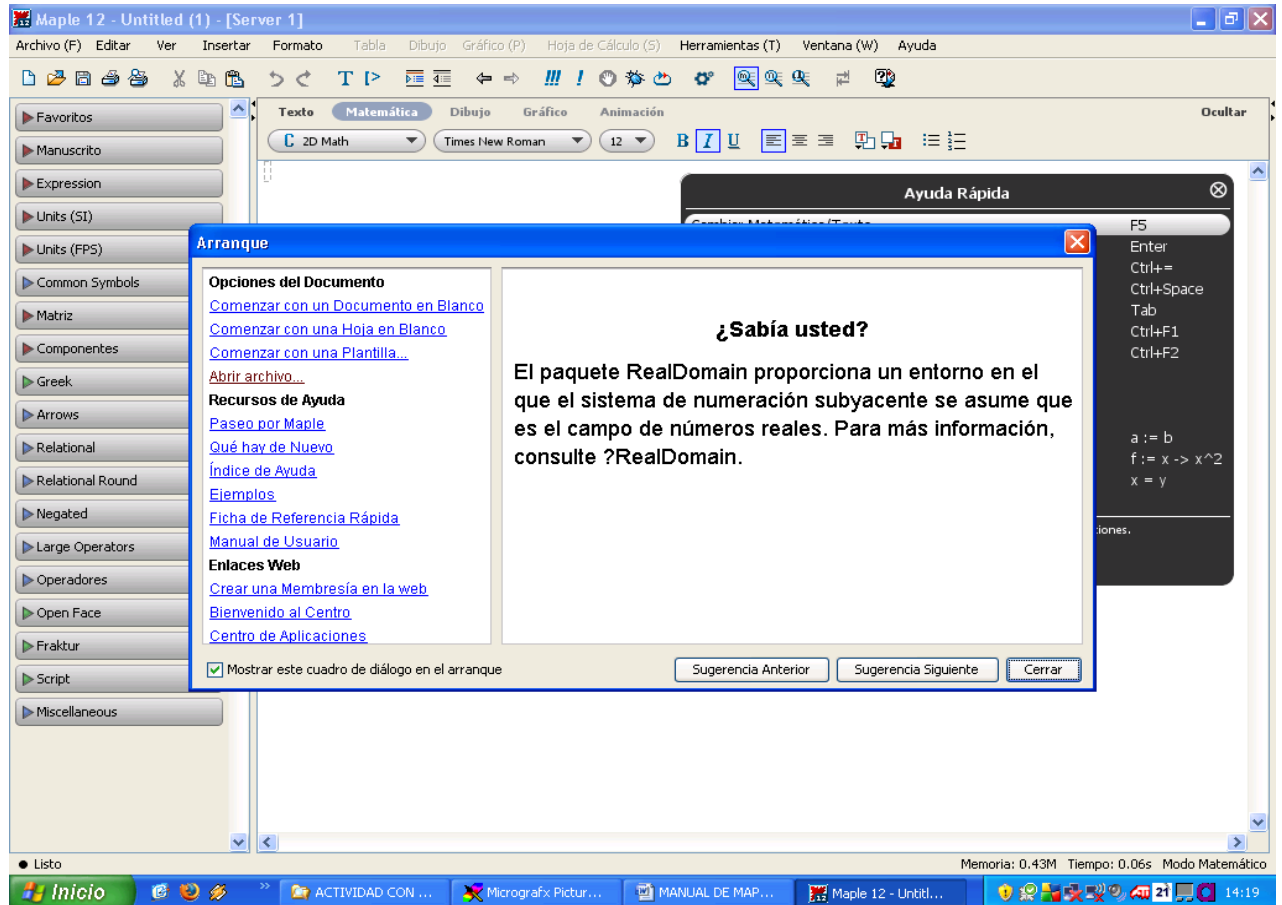 Maple 12 - Untitled (1) - [Server 1]
Archivo (F) Editar Ver Insertar Formato Tabla Dibujo Gráfico (P) Hoja de Cálculo (S) Herramientas (T) Ventana (W) Ayuda
Favoritos
Manuscrito
Expression
Units (SI)
Units (FPS)
Common Symbols
Matriz
Componentes
Greek
Arrows
Relational
Relational Round
Negated
Large Operators
Operadores
Open Face
Fraktur
Script
Miscellaneous
Texto Matemática Dibujo Gráfico Animación Ocultar
C 2D Math Times New Roman 12 B I U
Ayuda Rápida
Cambiar Matemática/Texto F5
Enter
Ctrl+=
Ctrl+Space
Tab
Ctrl+F1
Ctrl+F2
a := b
f := x -> x^2
x = y
ciones.
Arranque
Opciones del Documento
Comenzar con un Documento en Blanco
Comenzar con una Hoja en Blanco
Comenzar con una Plantilla...
Abrir archivo...
Recursos de Ayuda
Paseo por Maple
Qué hay de Nuevo
Índice de Ayuda
Ejemplos
Ficha de Referencia Rápida
Manual de Usuario
Enlaces Web
Crear una Membresía en la web
Bienvenido al Centro
Centro de Aplicaciones
¿Sabía usted?
El paquete RealDomain proporciona un entorno en el
que el sistema de numeración subyacente se asume que
es el campo de números reales. Para más información,
consulte ?RealDomain.
Mostrar este cuadro de diálogo en el arranque
Sugerencia Anterior Sugerencia Siguiente Cerrar
Listo Memoria: 0.43M Tiempo: 0.06s Modo Matemático
Inicio » ACTIVIDAD CON ... Micrografx Pictur... MANUAL DE MAP... Maple 12 - Untitl... 21 14:19